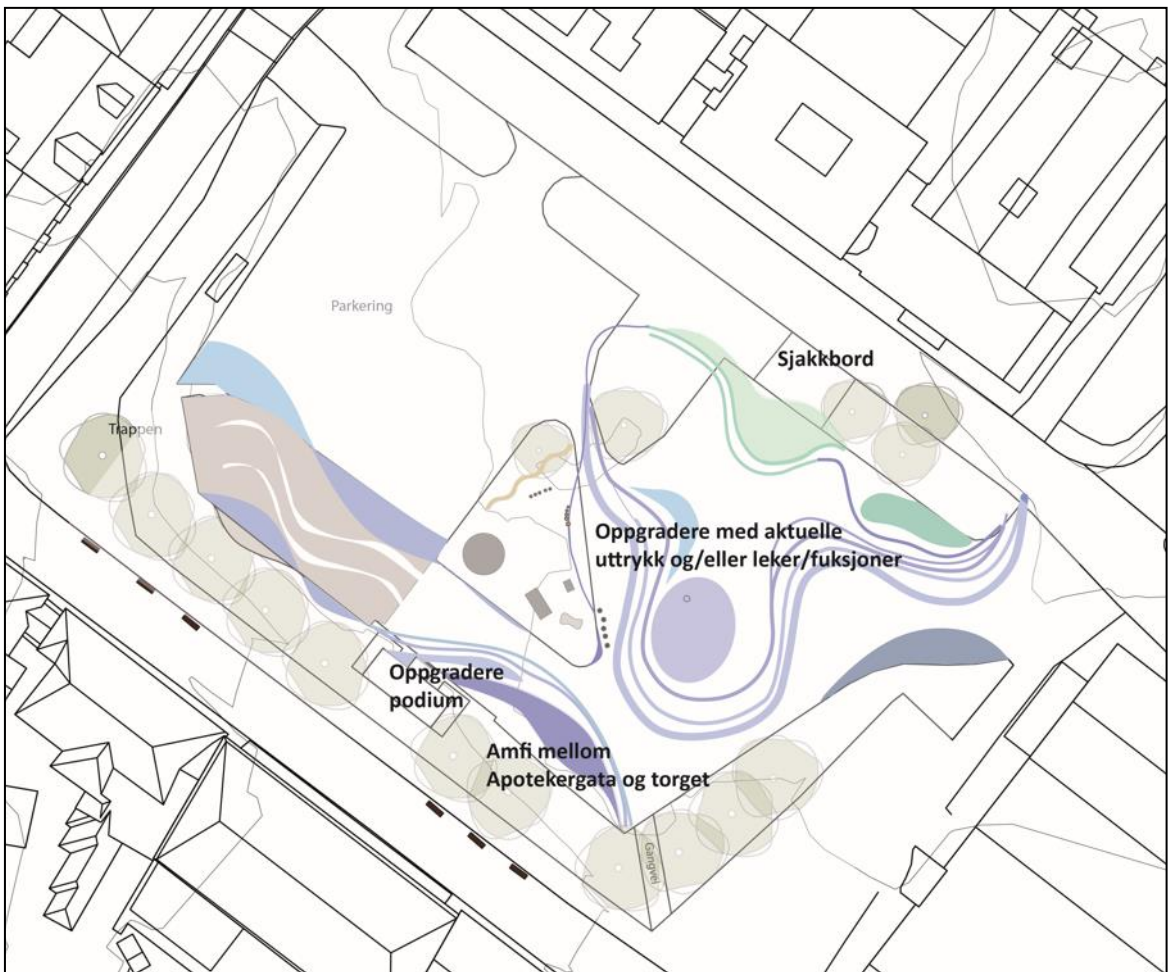 Parkering
Sjakkbord
Trappen
Oppgradere med aktuelle
uttrykk og/eller leker/fuksjoner
Oppgradere
podium
Amfi mellom
Apotekergata og torget
Gangvei